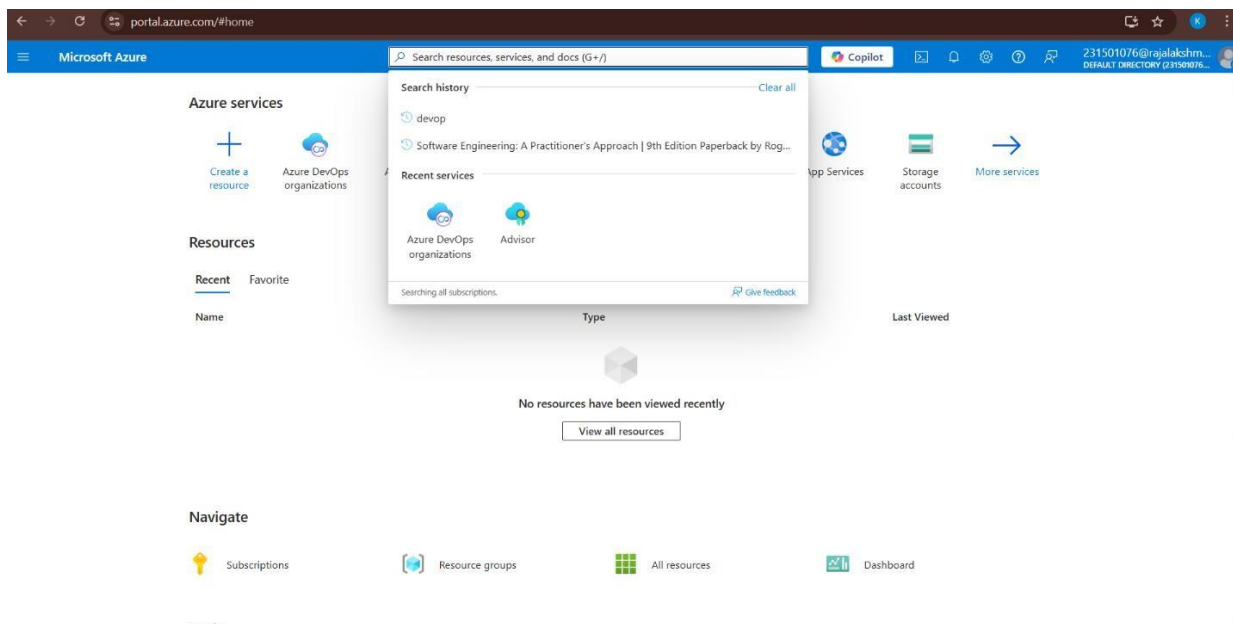 portal.azure.com/#home
Microsoft Azure
Search resources, services, and docs (G+/)
Copilot
231501076@rajalakshm...
DEFAULT DIRECTORY (231501076...
K
Search history
Clear all
devop
Software Engineering: A Practitioner's Approach | 9th Edition Paperback by Rog...
Recent services
Azure DevOps
organizations
Advisor
Searching all subscriptions.
Give feedback
Azure services
Create a
resource
Azure DevOps
organizations
App Services
Storage
accounts
More services
Resources
Recent Favorite
Name Type Last Viewed
No resources have been viewed recently
View all resources
Navigate
Subscriptions Resource groups All resources Dashboard